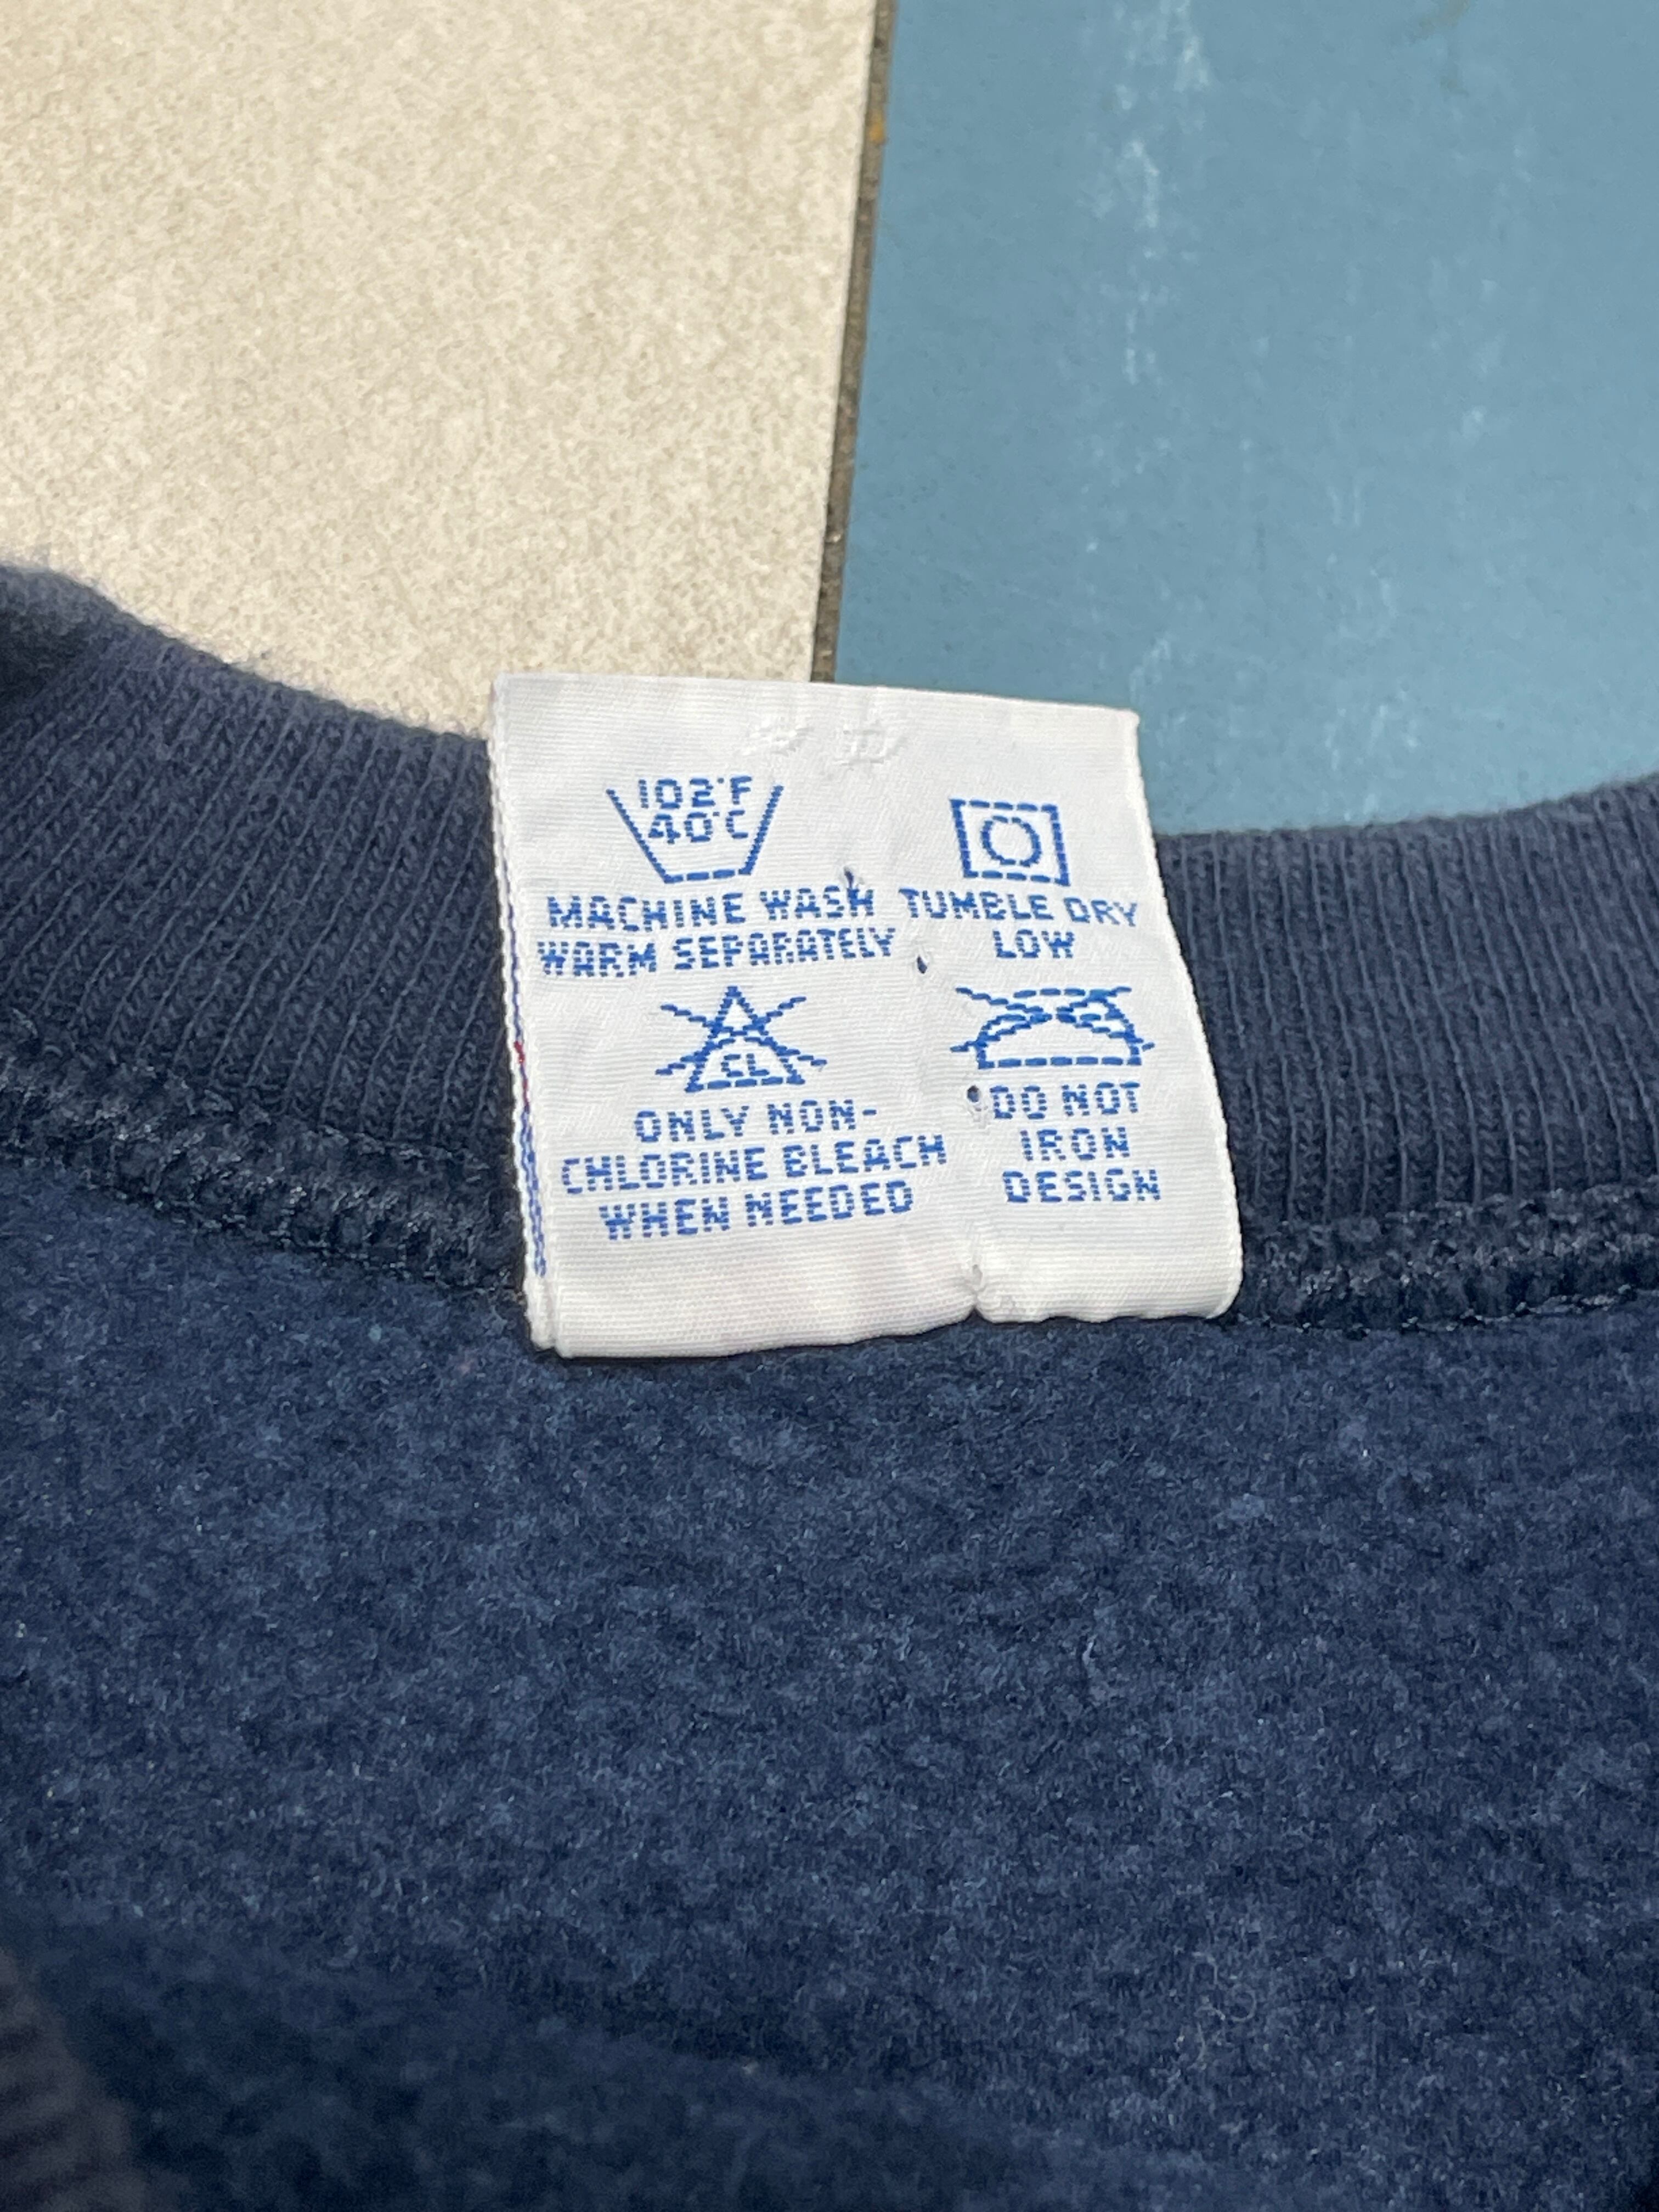 102°F
40°C
MACHINE WASH
WARM SEPARATELY
TUMBLE DRY
LOW
CL
ONLY NON-
CHLORINE BLEACH
WHEN NEEDED
DO NOT
IRON
DESIGN